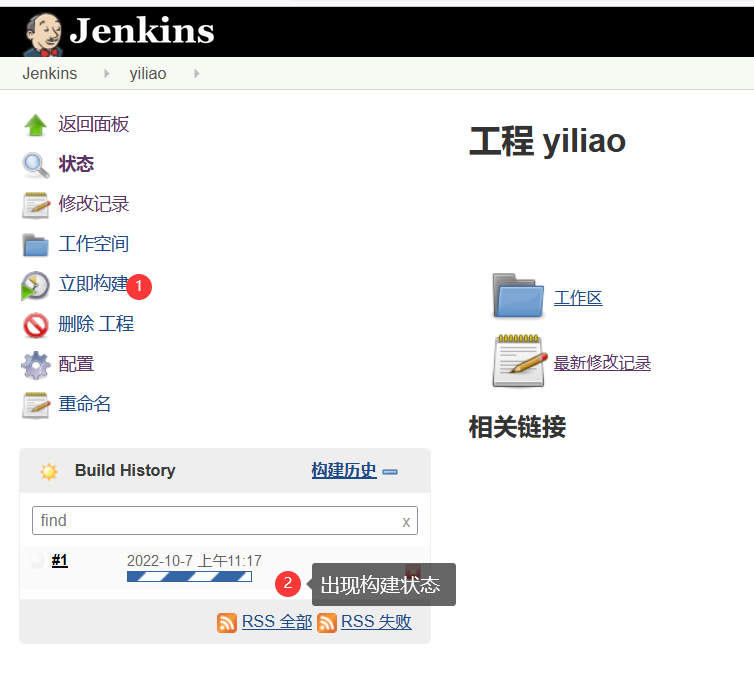 Jenkins
Jenkins yiliao
返回面板
状态
修改记录
工作空间
立即构建 1
删除 工程
配置
重命名
工程 yiliao
工作区
最新修改记录
相关链接
Build History 构建历史
find x
#1 2022-10-7 上午11:17
2 出现构建状态
RSS 全部 RSS 失败